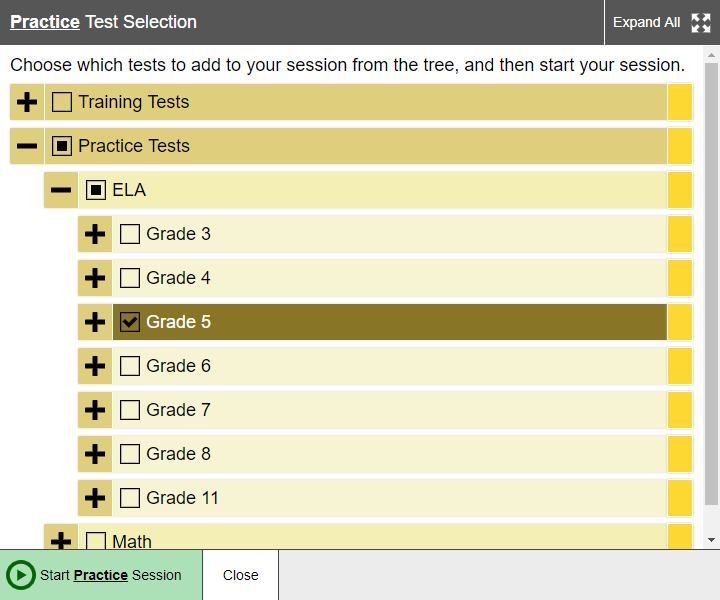 Practice Test Selection
Expand All
Choose which tests to add to your session from the tree, and then start your session.
Training Tests
Practice Tests
ELA
Grade 3
Grade 4
Grade 5
Grade 6
Grade 7
Grade 8
Grade 11
Math
Start Practice Session
Close